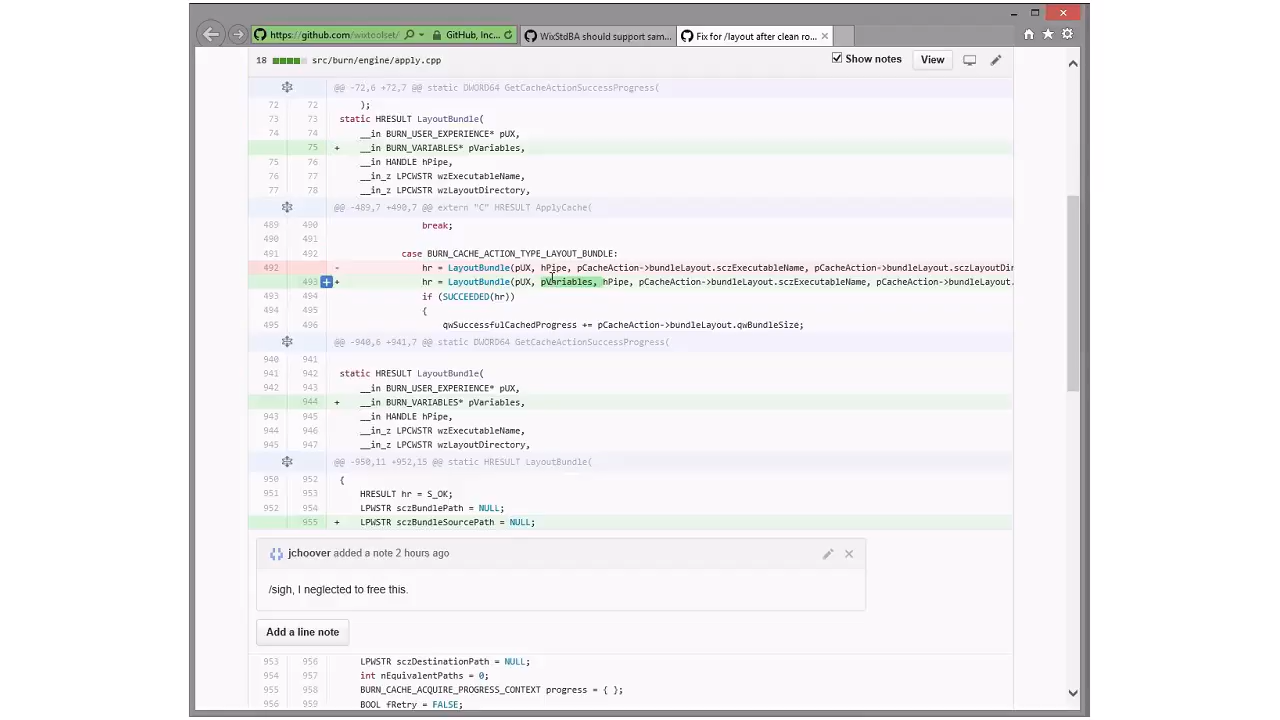 https://github.com/wixtoolset/ GitHub, Inc... WixStdBA should support sam... Fix for /layout after clean ro...
18 src/burn/engine/apply.cpp Show notes View
@@ -72,6 +72,7 @@ static DWORD64 GetCacheActionSuccessProgress(
72 72 );
73 73 static HRESULT LayoutBundle(
74 74 __in BURN_USER_EXPERIENCE* pUX,
75 + __in BURN_VARIABLES* pVariables,
75 76 __in HANDLE hPipe,
76 77 __in_z LPCWSTR wzExecutableName,
77 78 __in_z LPCWSTR wzLayoutDirectory,
@@ -489,7 +490,7 @@ extern "C" HRESULT ApplyCache(
489 490 break;
490 491
491 492 case BURN_CACHE_ACTION_TYPE_LAYOUT_BUNDLE:
492 - hr = LayoutBundle(pUX, hPipe, pCacheAction->bundleLayout.sczExecutableName, pCacheAction->bundleLayout.sczLayoutDi
493 + hr = LayoutBundle(pUX, pVariables, hPipe, pCacheAction->bundleLayout.sczExecutableName, pCacheAction->bundleLayout.
493 494 if (SUCCEEDED(hr))
494 495 {
495 496 qwSuccessfulCachedProgress += pCacheAction->bundleLayout.qwBundleSize;
@@ -940,6 +941,7 @@ static DWORD64 GetCacheActionSuccessProgress(
940 941
941 942 static HRESULT LayoutBundle(
942 943 __in BURN_USER_EXPERIENCE* pUX,
944 + __in BURN_VARIABLES* pVariables,
943 945 __in HANDLE hPipe,
944 946 __in_z LPCWSTR wzExecutableName,
945 947 __in_z LPCWSTR wzLayoutDirectory,
@@ -950,11 +952,15 @@ static HRESULT LayoutBundle(
950 952 {
951 953 HRESULT hr = S_OK;
952 954 LPWSTR sczBundlePath = NULL;
955 + LPWSTR sczBundleSourcePath = NULL;
jchoover added a note 2 hours ago
/sigh, I neglected to free this.
Add a line note
953 956 LPWSTR sczDestinationPath = NULL;
954 957 int nEquivalentPaths = 0;
955 958 BURN_CACHE_ACQUIRE_PROGRESS_CONTEXT progress = { };
956 959 BOOL fRetry = FALSE;